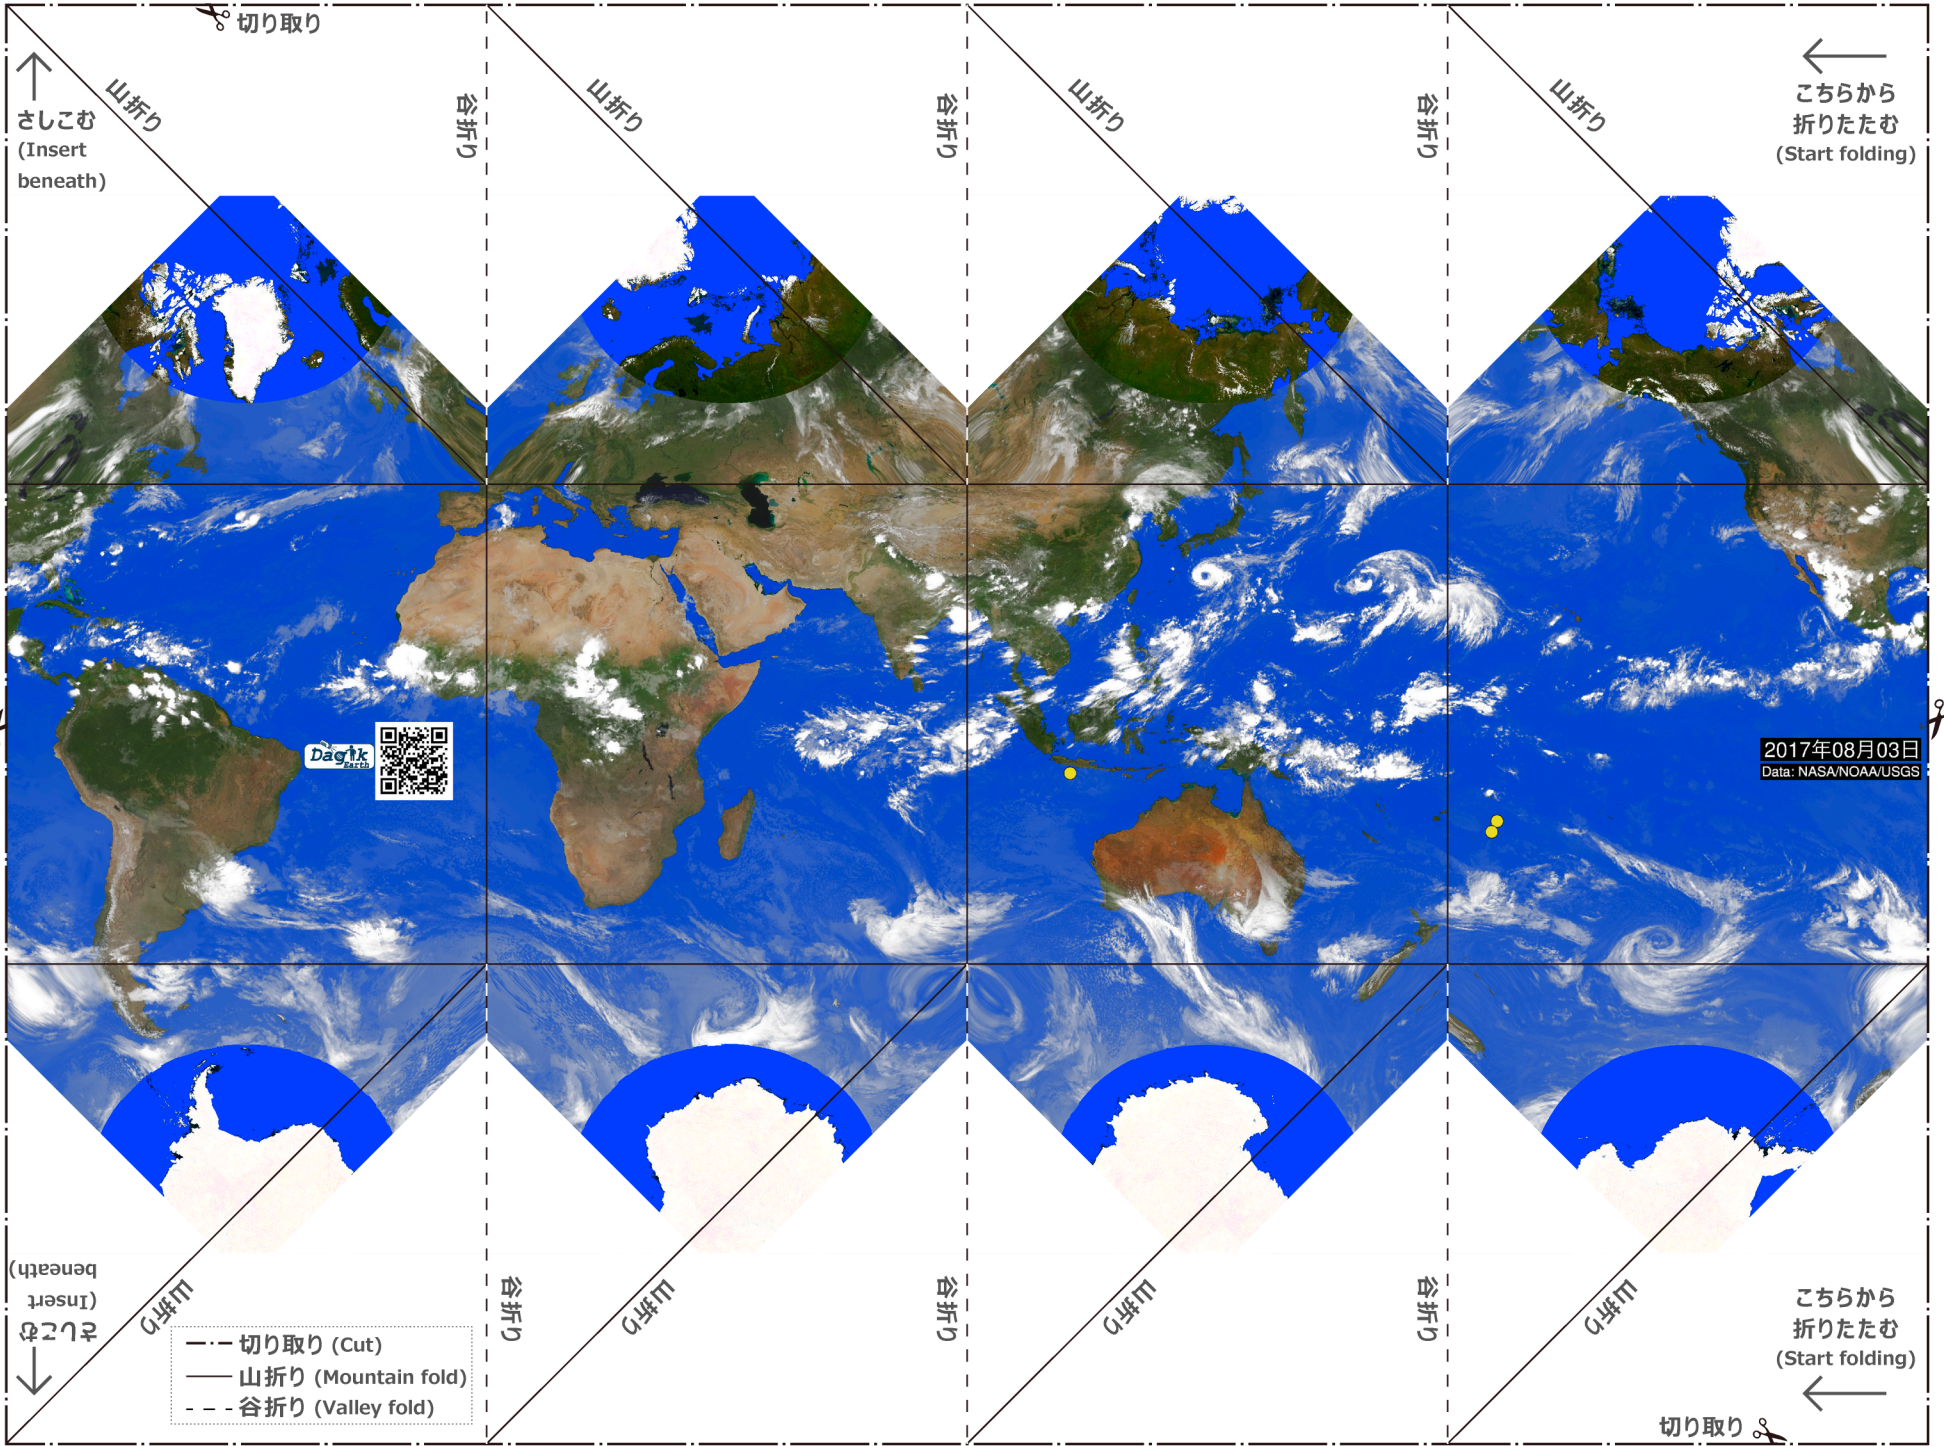 切り取り
さしこむ
(Insert
beneath)
山折り
谷折り
山折り
谷折り
山折り
谷折り
山折り
こちらから
折りたたむ
(Start folding)
Dagik
Earth
2017年08月03日
Data: NASA/NOAA/USGS
さしこむ
(Insert
beneath)
山折り
谷折り
山折り
谷折り
山折り
谷折り
山折り
こちらから
折りたたむ
(Start folding)
切り取り (Cut)
山折り (Mountain fold)
谷折り (Valley fold)
切り取り